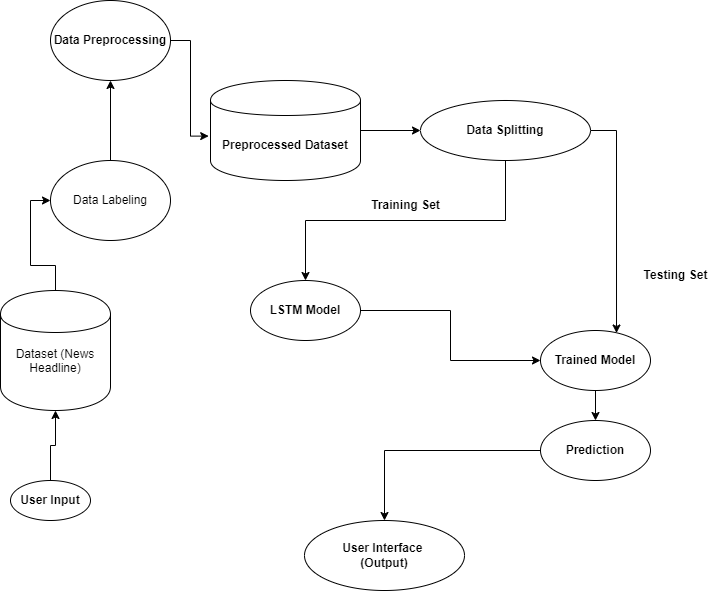 Data Preprocessing
Preprocessed Dataset
Data Splitting
Data Labeling
Training Set
Testing Set
LSTM Model
Dataset (News
Headline)
Trained Model
Prediction
User Input
User Interface
(Output)